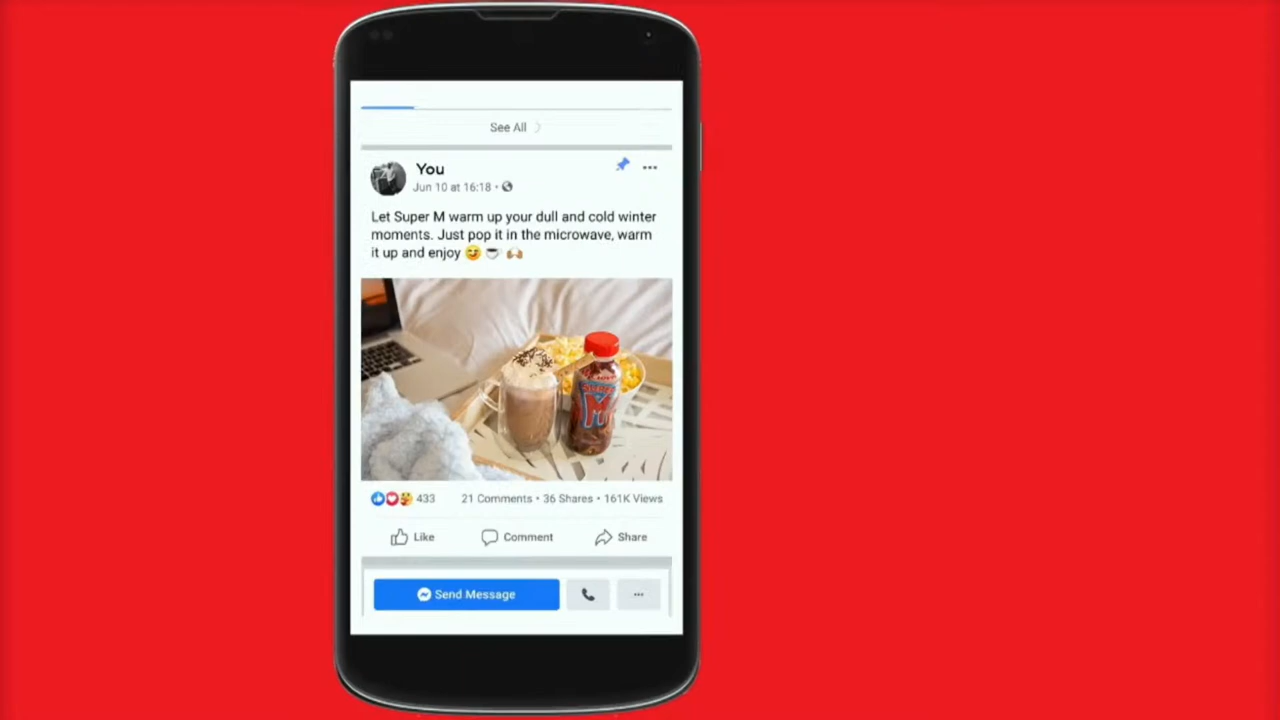 See All
You
Jun 10 at 16:18 •
Let Super M warm up your dull and cold winter
moments. Just pop it in the microwave, warm
it up and enjoy 😋 ☕ 🙌
M
433 21 Comments • 36 Shares • 161K Views
Like Comment Share
Send Message